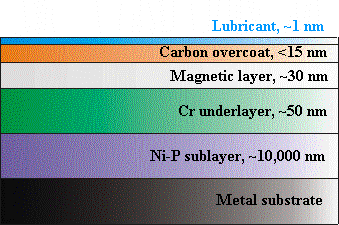 Lubricant, ~1 nm
Carbon overcoat, <15 nm
Magnetic layer, ~30 nm
Cr underlayer, ~50 nm
Ni-P sublayer, ~10,000 nm
Metal substrate